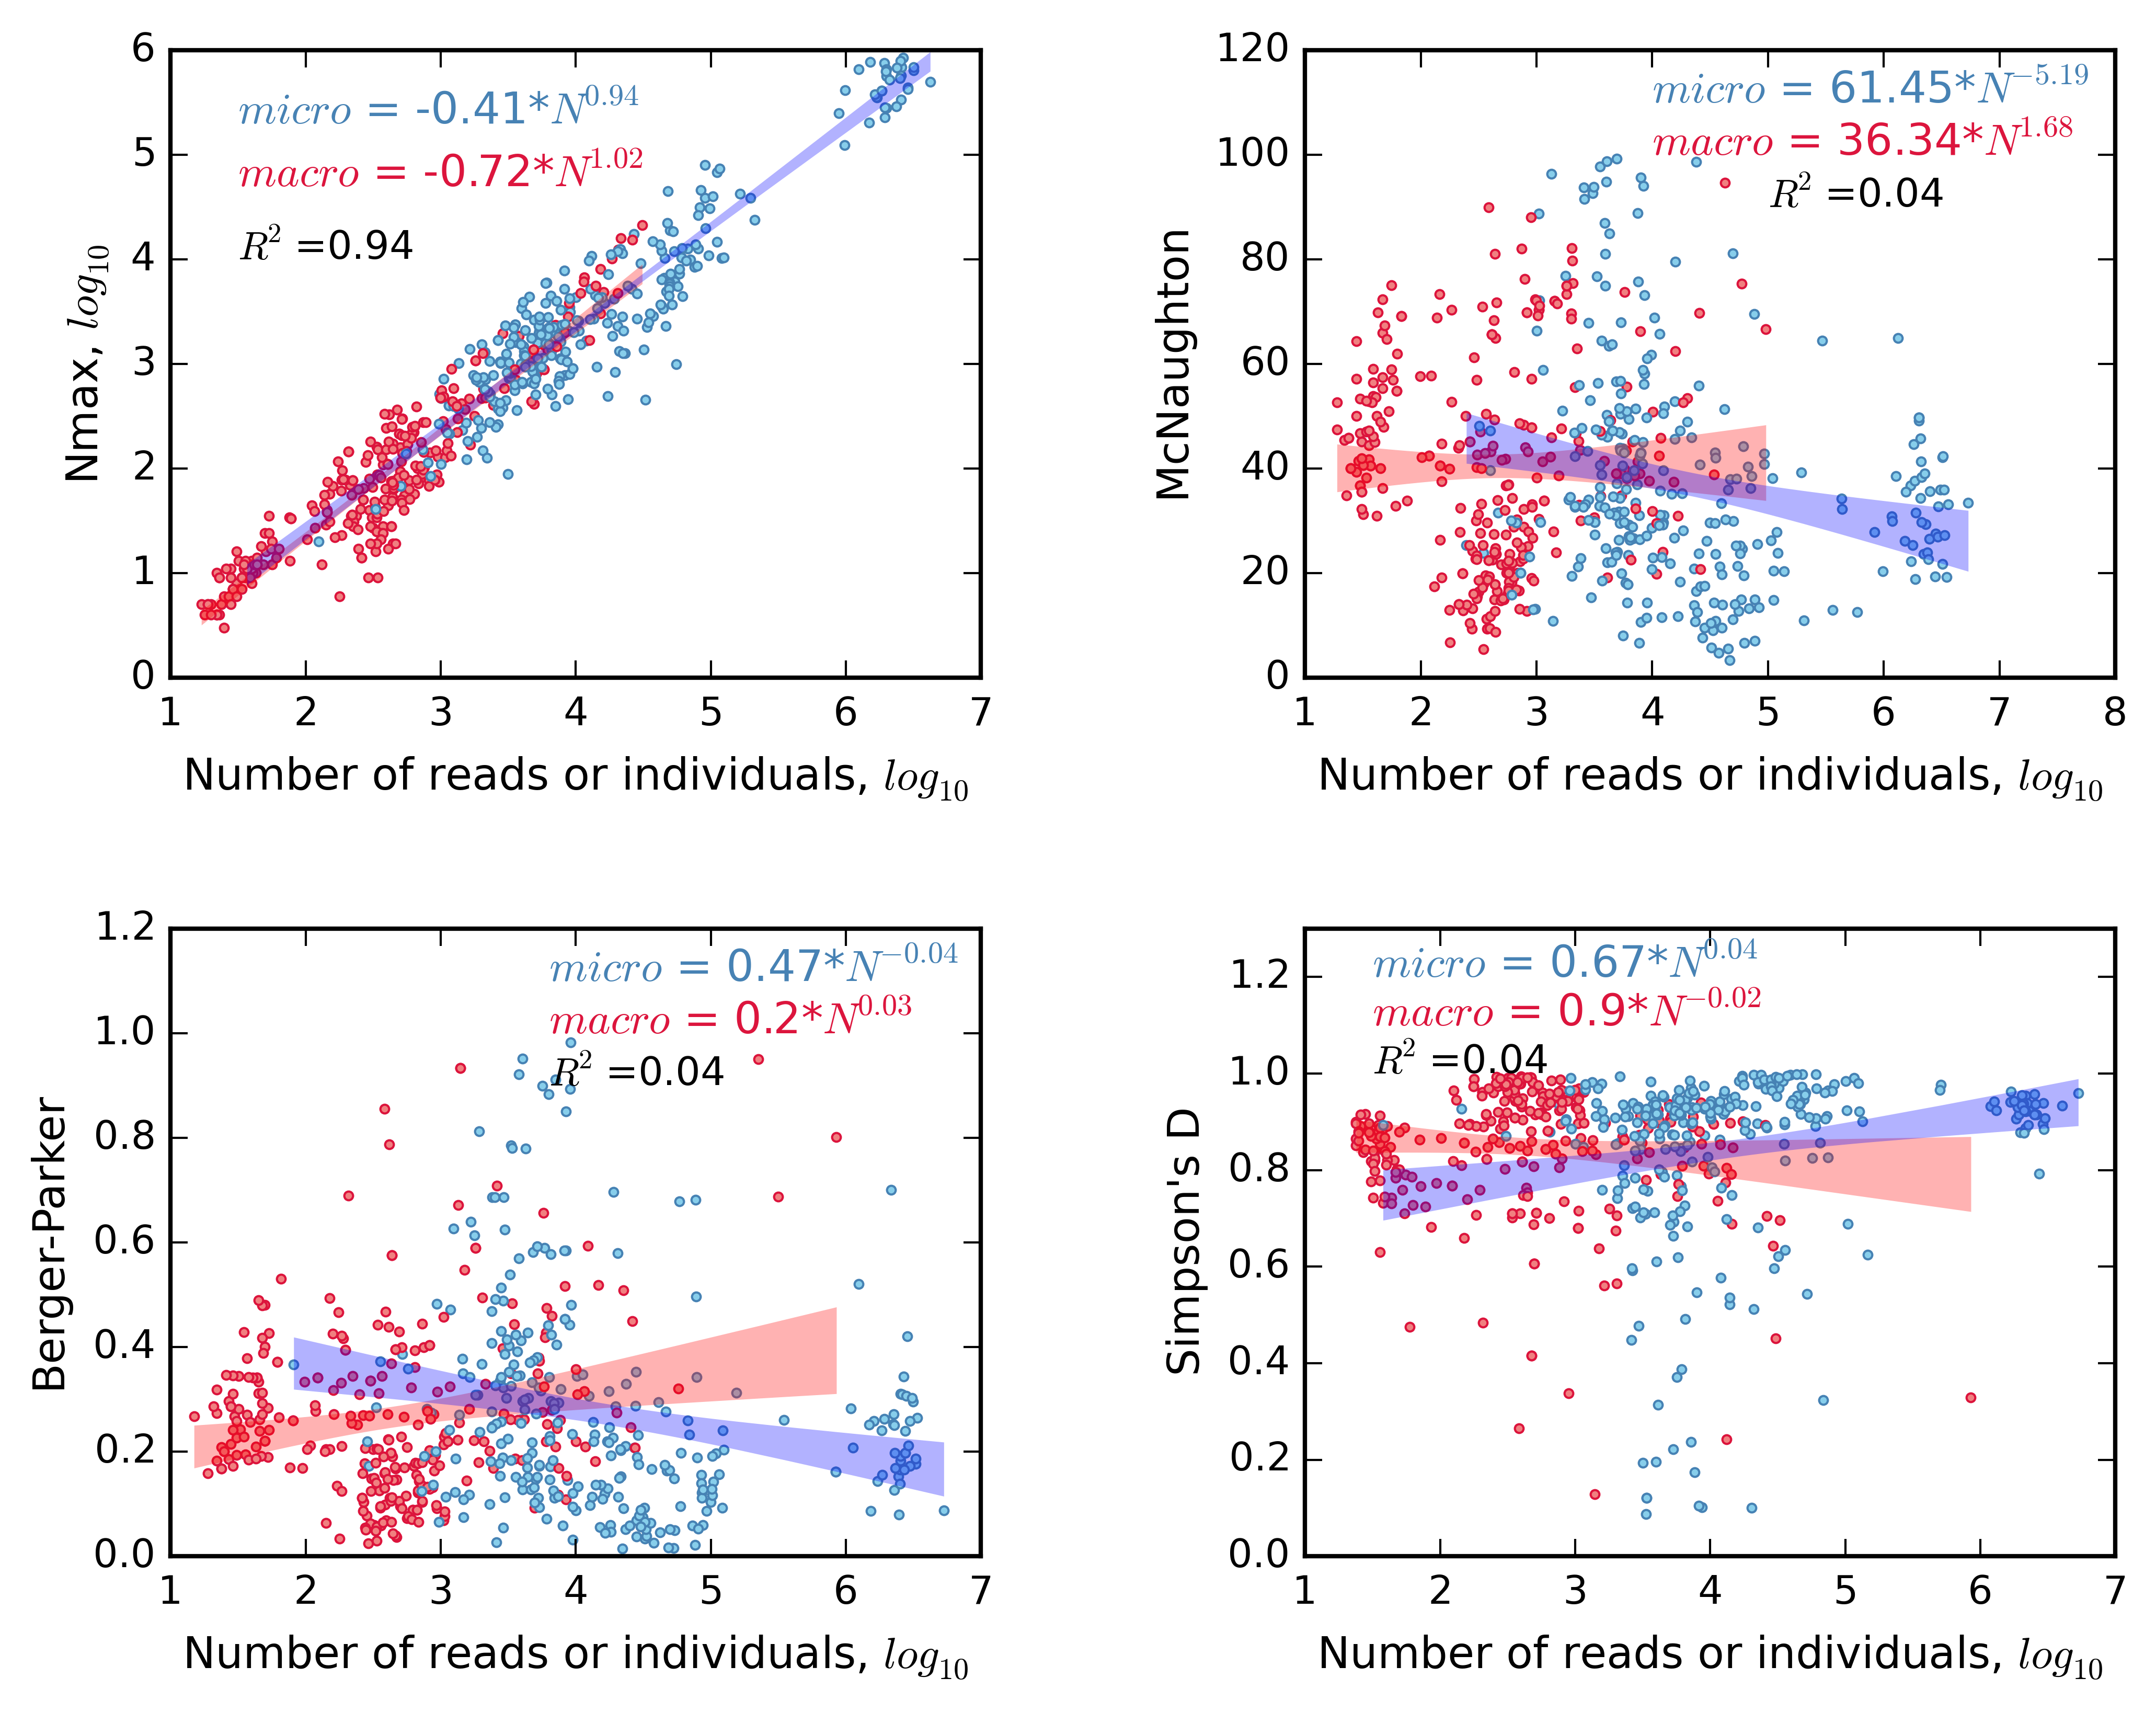 micro = -0.41*N^0.94
macro = -0.72*N^1.02
R^2 =0.94
6
5
4
3
2
1
0
Nmax, log_10
1 2 3 4 5 6 7
Number of reads or individuals, log_10
micro = 61.45*N^−5.19
macro = 36.34*N^1.68
R^2 =0.04
120
100
80
60
40
20
0
McNaughton
1 2 3 4 5 6 7 8
Number of reads or individuals, log_10
micro = 0.47*N^−0.04
macro = 0.2*N^0.03
R^2 =0.04
1.2
1.0
0.8
0.6
0.4
0.2
0.0
Berger-Parker
1 2 3 4 5 6 7
Number of reads or individuals, log_10
micro = 0.67*N^0.04
macro = 0.9*N^−0.02
R^2 =0.04
1.2
1.0
0.8
0.6
0.4
0.2
0.0
Simpson's D
1 2 3 4 5 6 7
Number of reads or individuals, log_10